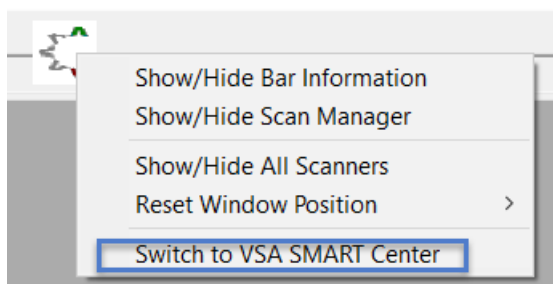 Show/Hide Bar Information
Show/Hide Scan Manager
Show/Hide All Scanners
Reset Window Position
Switch to VSA SMART Center